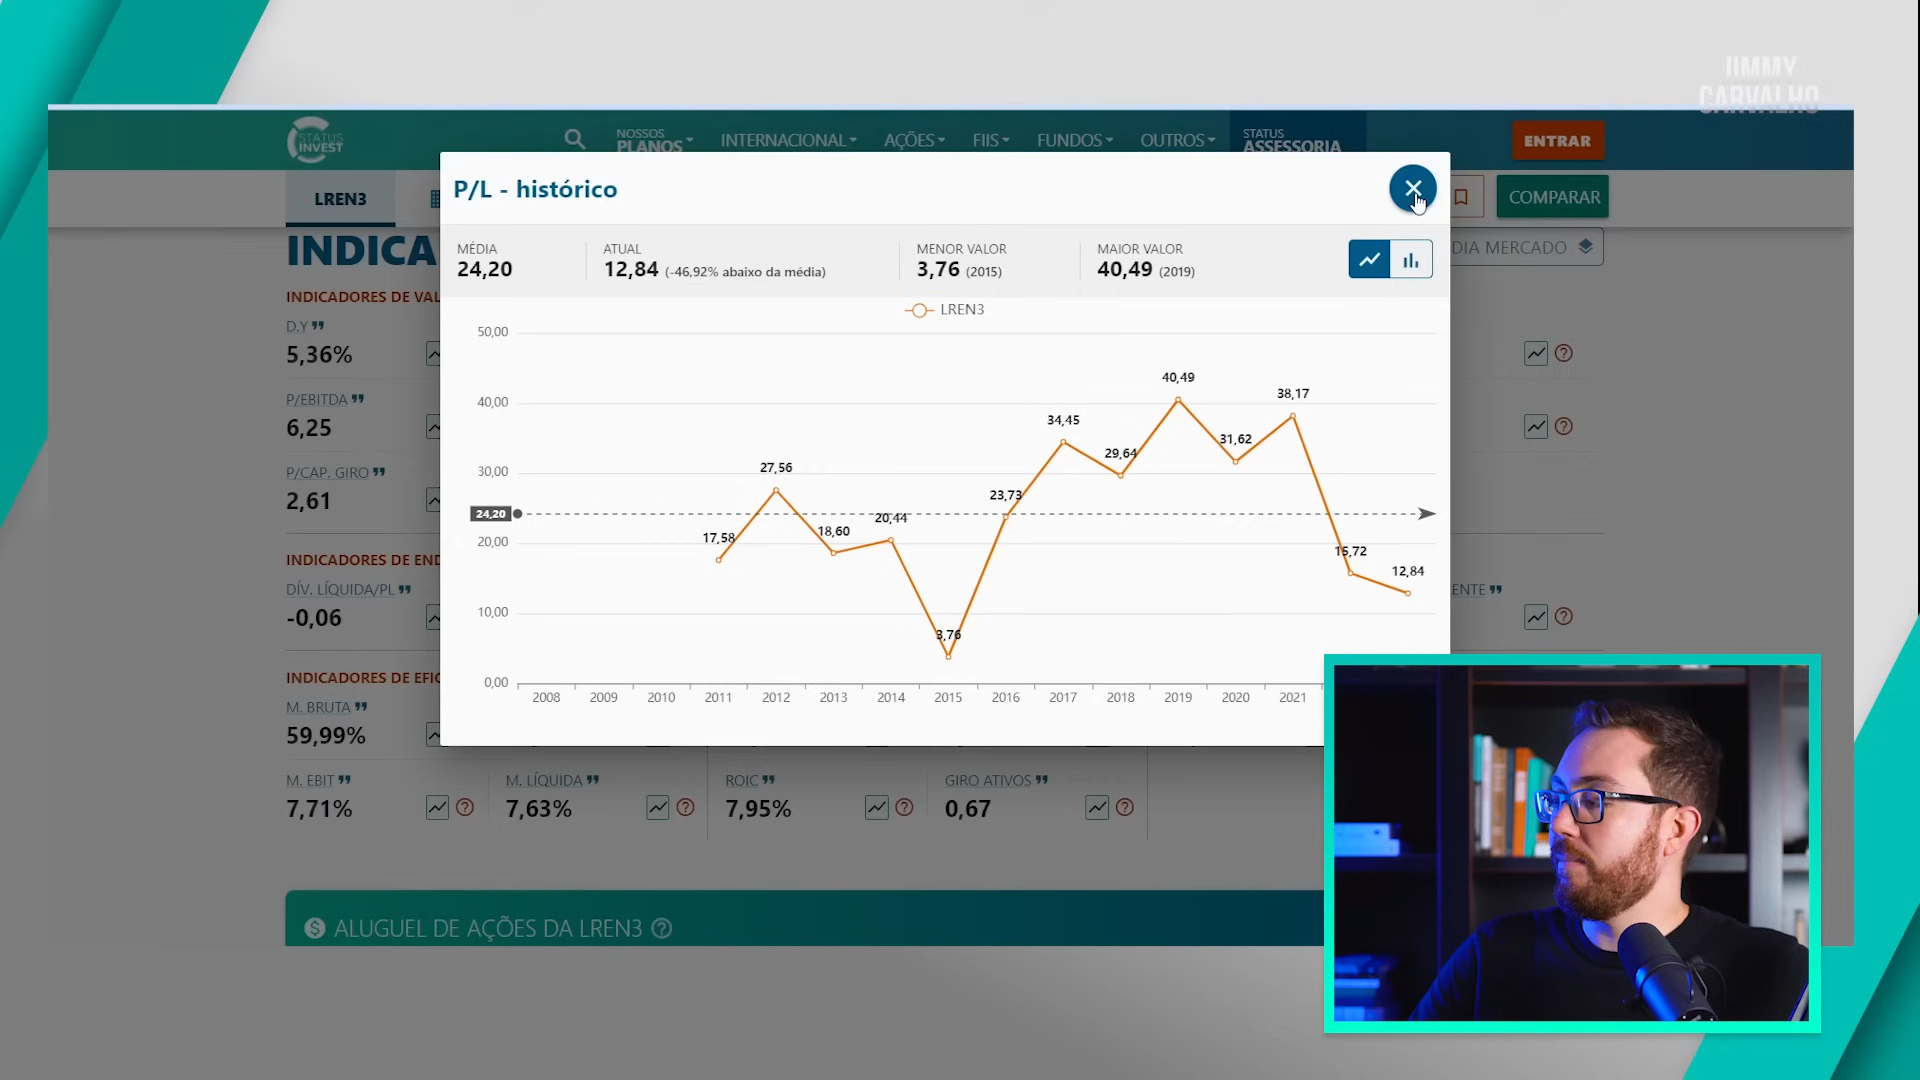 JIMMY
CARVALHO
STATUS
INVEST
NOSSOS
PLANOS
INTERNACIONAL
AÇÕES
FIIS
FUNDOS
OUTROS
STATUS
ASSESSORIA
ENTRAR
LREN3
COMPARAR
P/L - histórico
MÉDIA
24,20
ATUAL
12,84 (-46,92% abaixo da média)
MENOR VALOR
3,76 (2015)
MAIOR VALOR
40,49 (2019)
DIA MERCADO
INDICA
INDICADORES DE VAL
D.Y
5,36%
P/EBITDA
6,25
P/CAP. GIRO
2,61
INDICADORES DE END
DÍV. LÍQUIDA/PL
-0,06
ENTE
INDICADORES DE EFIC
M. BRUTA
59,99%
M. EBIT
7,71%
M. LÍQUIDA
7,63%
ROIC
7,95%
GIRO ATIVOS
0,67
LREN3
50,00
40,00
30,00
24,20
20,00
10,00
0,00
17,58
27,56
18,60
20,44
3,76
23,73
34,45
29,64
40,49
31,62
38,17
15,72
12,84
2008 2009 2010 2011 2012 2013 2014 2015 2016 2017 2018 2019 2020 2021
ALUGUEL DE AÇÕES DA LREN3